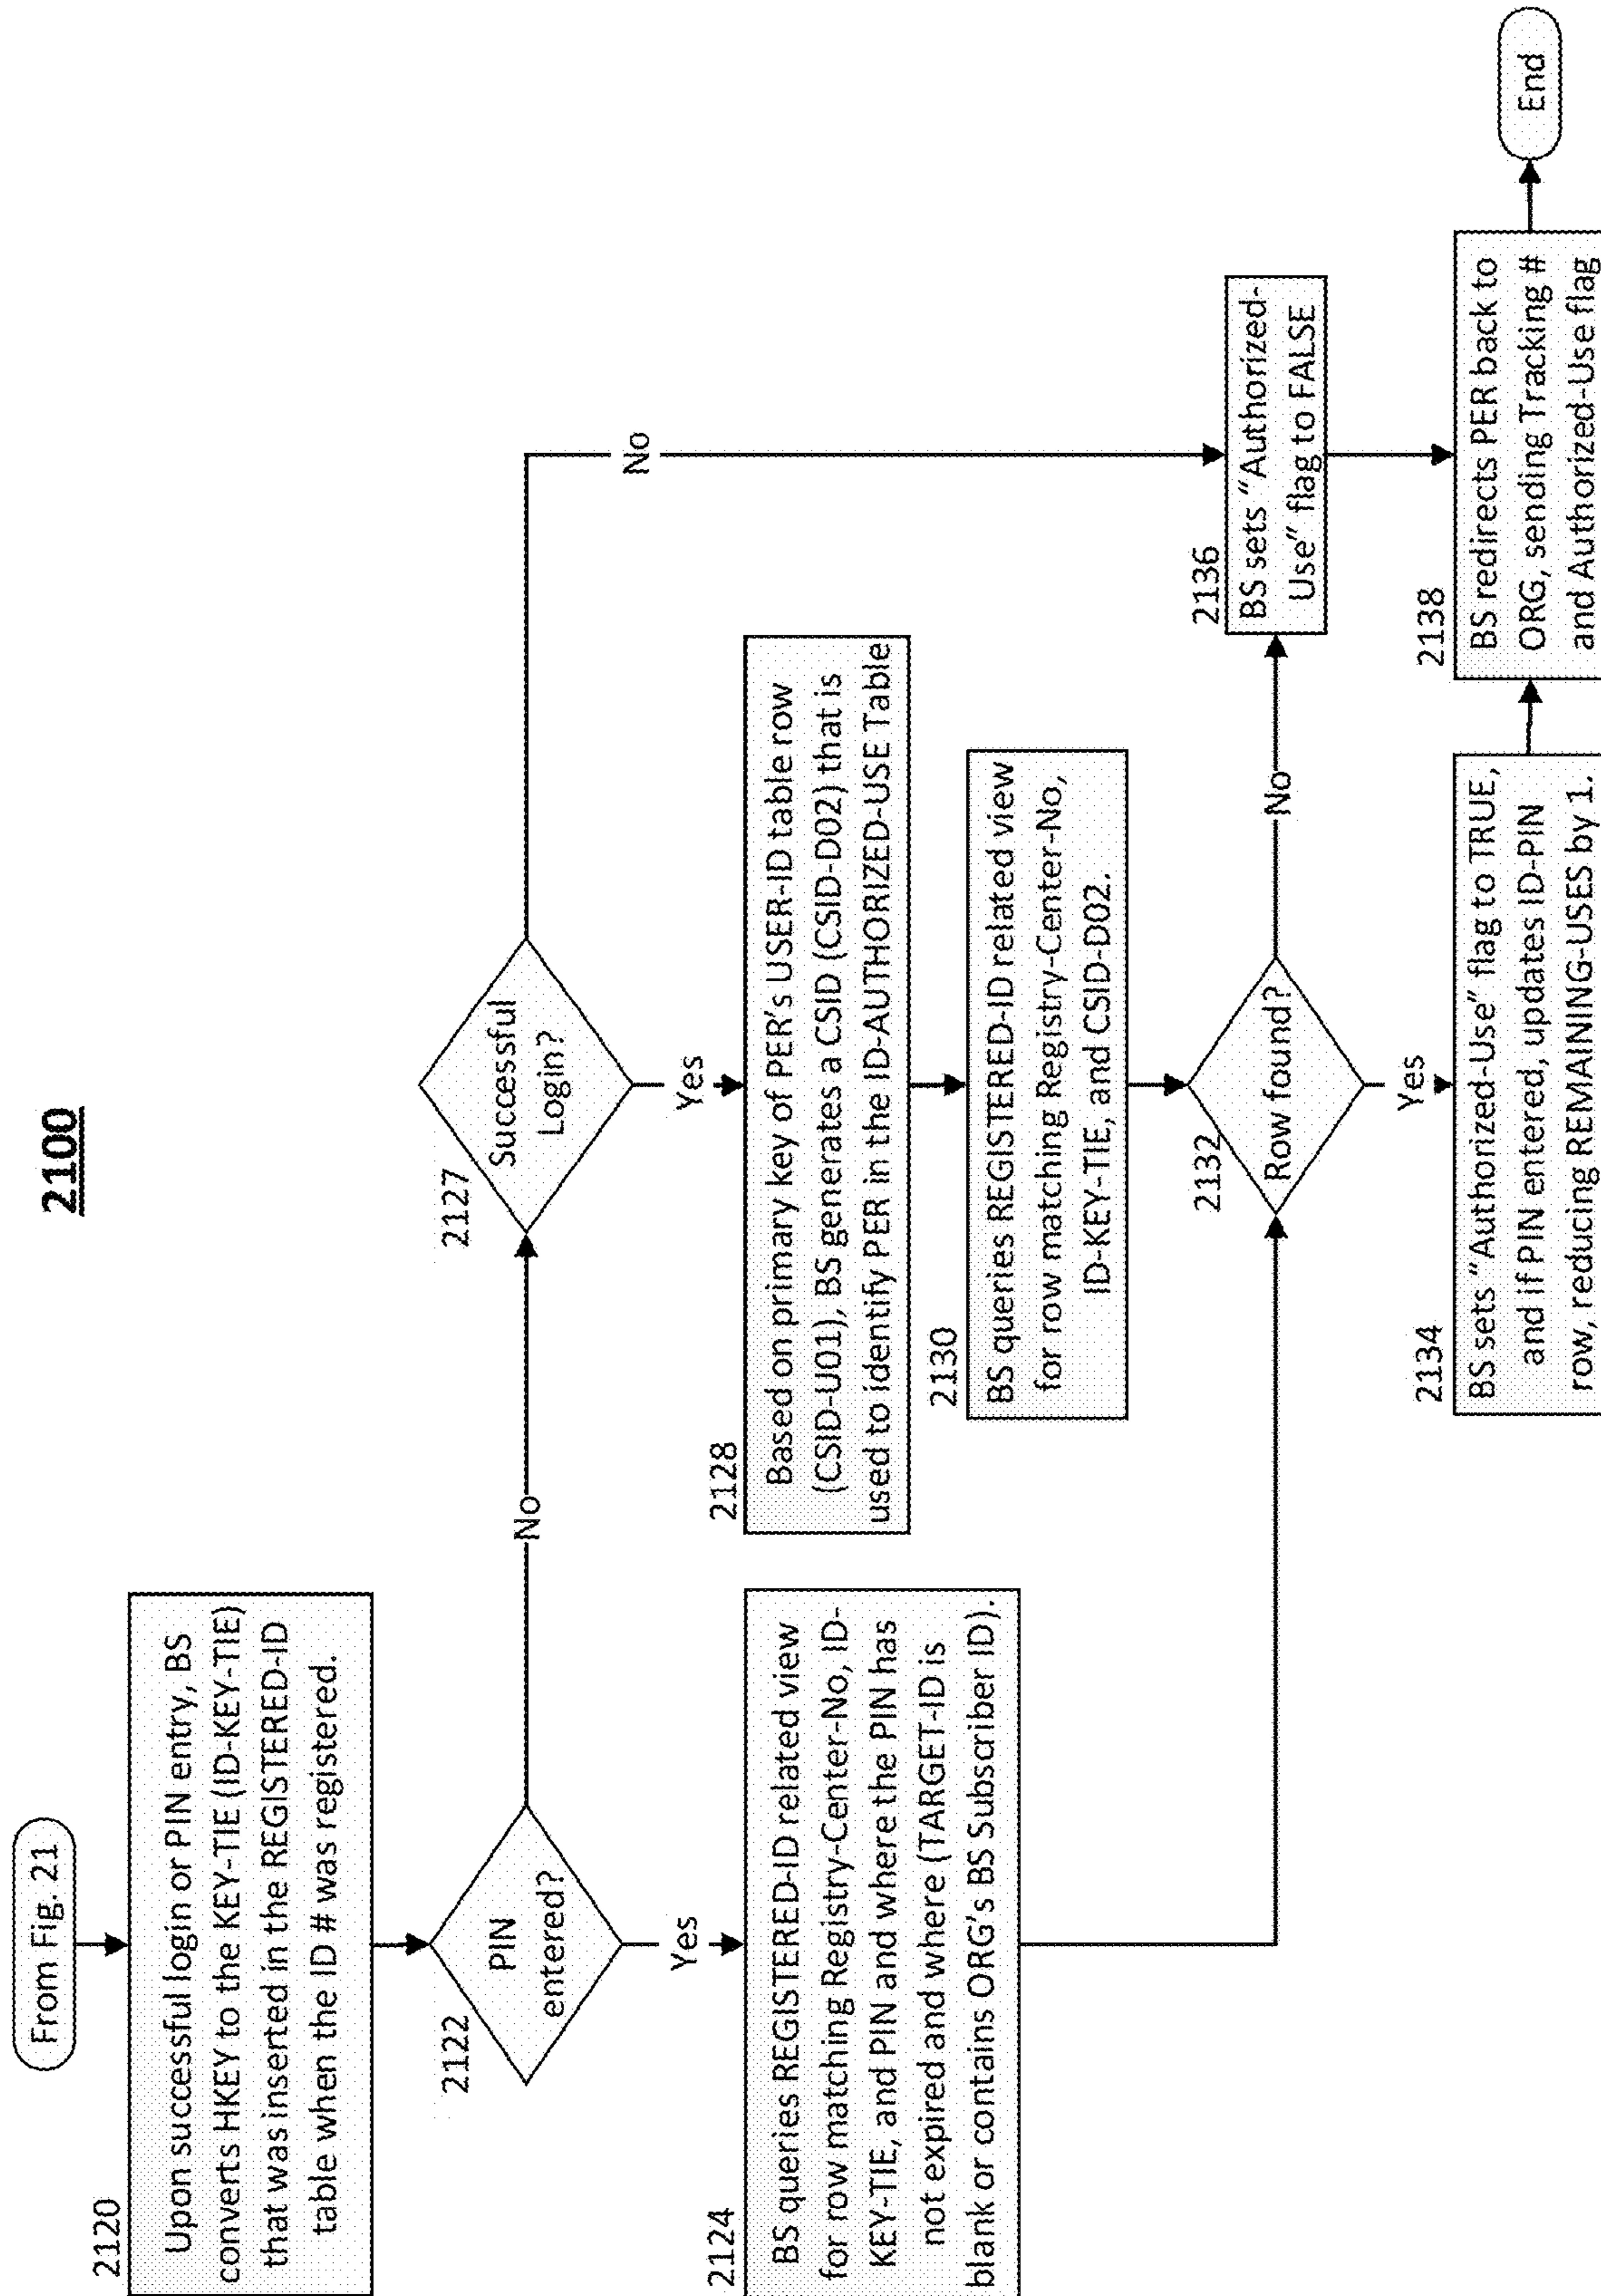 2100
From Fig. 21
2120
Upon successful login or PIN entry, BS
converts HKEY to the KEY-TIE (ID-KEY-TIE)
that was inserted in the REGISTERED-ID
table when the ID # was registered.
2122
PIN
entered?
No
Yes
2124
BS queries REGISTERED-ID related view
for row matching Registry-Center-No, ID-
KEY-TIE, and PIN and where the PIN has
not expired and where (TARGET-ID is
blank or contains ORG's BS Subscriber ID).
2127
Successful
Login?
No
Yes
2128
Based on primary key of PER's USER-ID table row
(CSID-U01), BS generates a CSID (CSID-D02) that is
used to identify PER in the ID-AUTHORIZED-USE Table
2130
BS queries REGISTERED-ID related view
for row matching Registry-Center-No,
ID-KEY-TIE, and CSID-D02.
2132
Row found?
No
Yes
2134
BS sets "Authorized-Use" flag to TRUE,
and if PIN entered, updates ID-PIN
row, reducing REMAINING-USES by 1.
2136
BS sets "Authorized-
Use" flag to FALSE
2138
BS redirects PER back to
ORG, sending Tracking #
and Authorized-Use flag
End